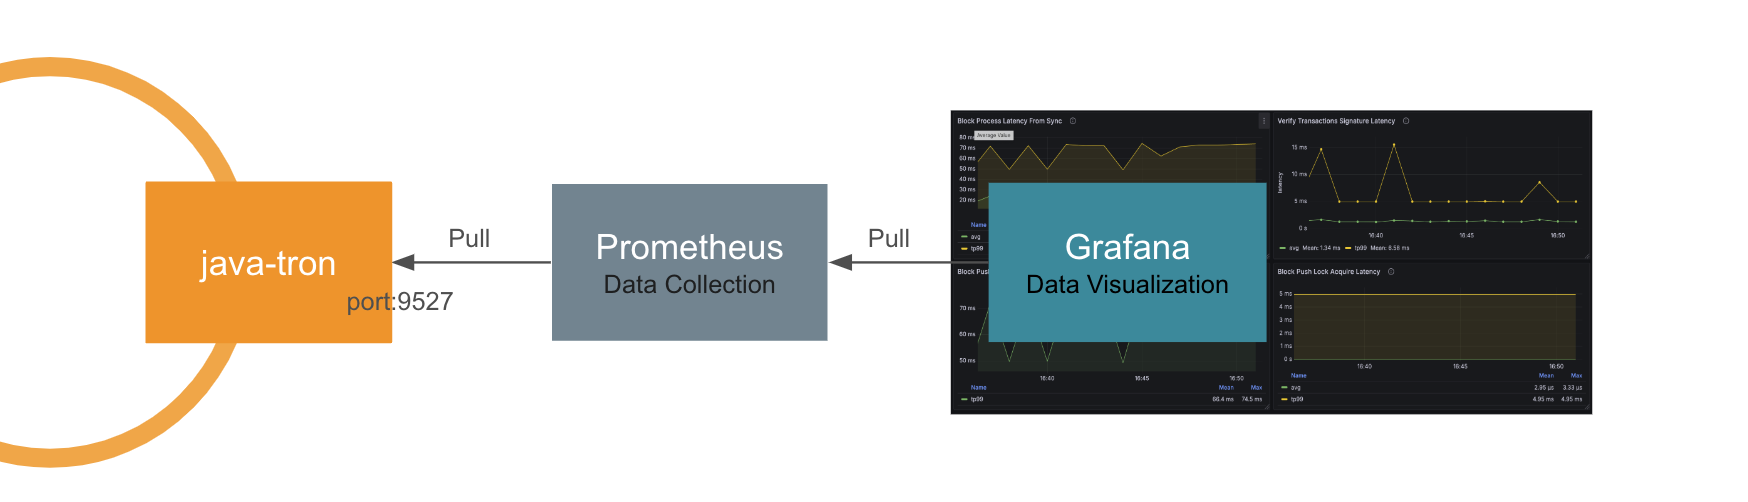 java-tron
port:9527
Pull
Prometheus
Data Collection
Pull
Grafana
Data Visualization
Block Process Latency From Sync
Average Value
80 ms
70 ms
60 ms
50 ms
40 ms
30 ms
20 ms
Name
avg
tp99
Verify Transactions Signature Latency
latency
15 ms
10 ms
5 ms
0 s
16:40
16:45
16:50
avg Mean: 1.34 ms
tp99 Mean: 6.58 ms
Block Pus
70 ms
60 ms
50 ms
16:40
16:45
16:50
Name
Mean
Max
tp99
66.4 ms
74.5 ms
Block Push Lock Acquire Latency
5 ms
4 ms
3 ms
2 ms
1 ms
0 s
16:40
16:45
16:50
Name
Mean
Max
avg
2.95 µs
3.33 µs
tp99
4.95 ms
4.95 ms